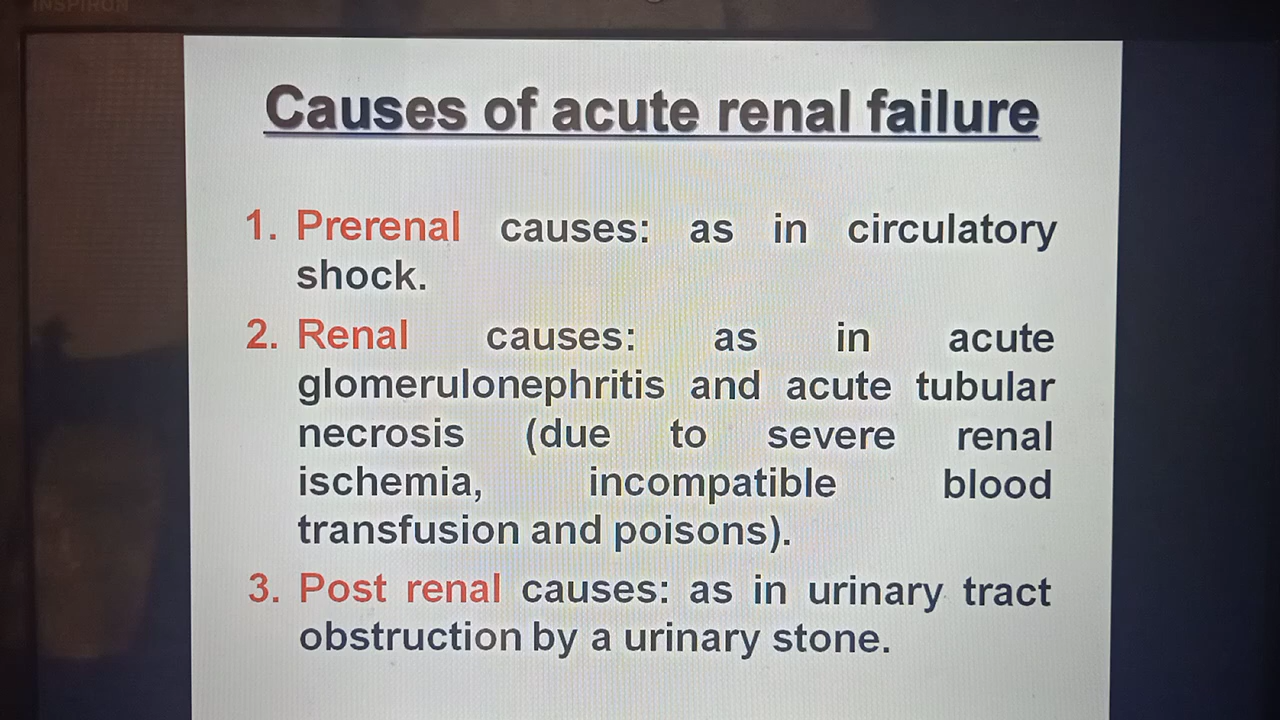 INSPIRON
Causes of acute renal failure
1. Prerenal causes: as in circulatory
shock.
2. Renal causes: as in acute
glomerulonephritis and acute tubular
necrosis (due to severe renal
ischemia, incompatible blood
transfusion and poisons).
3. Post renal causes: as in urinary tract
obstruction by a urinary stone.